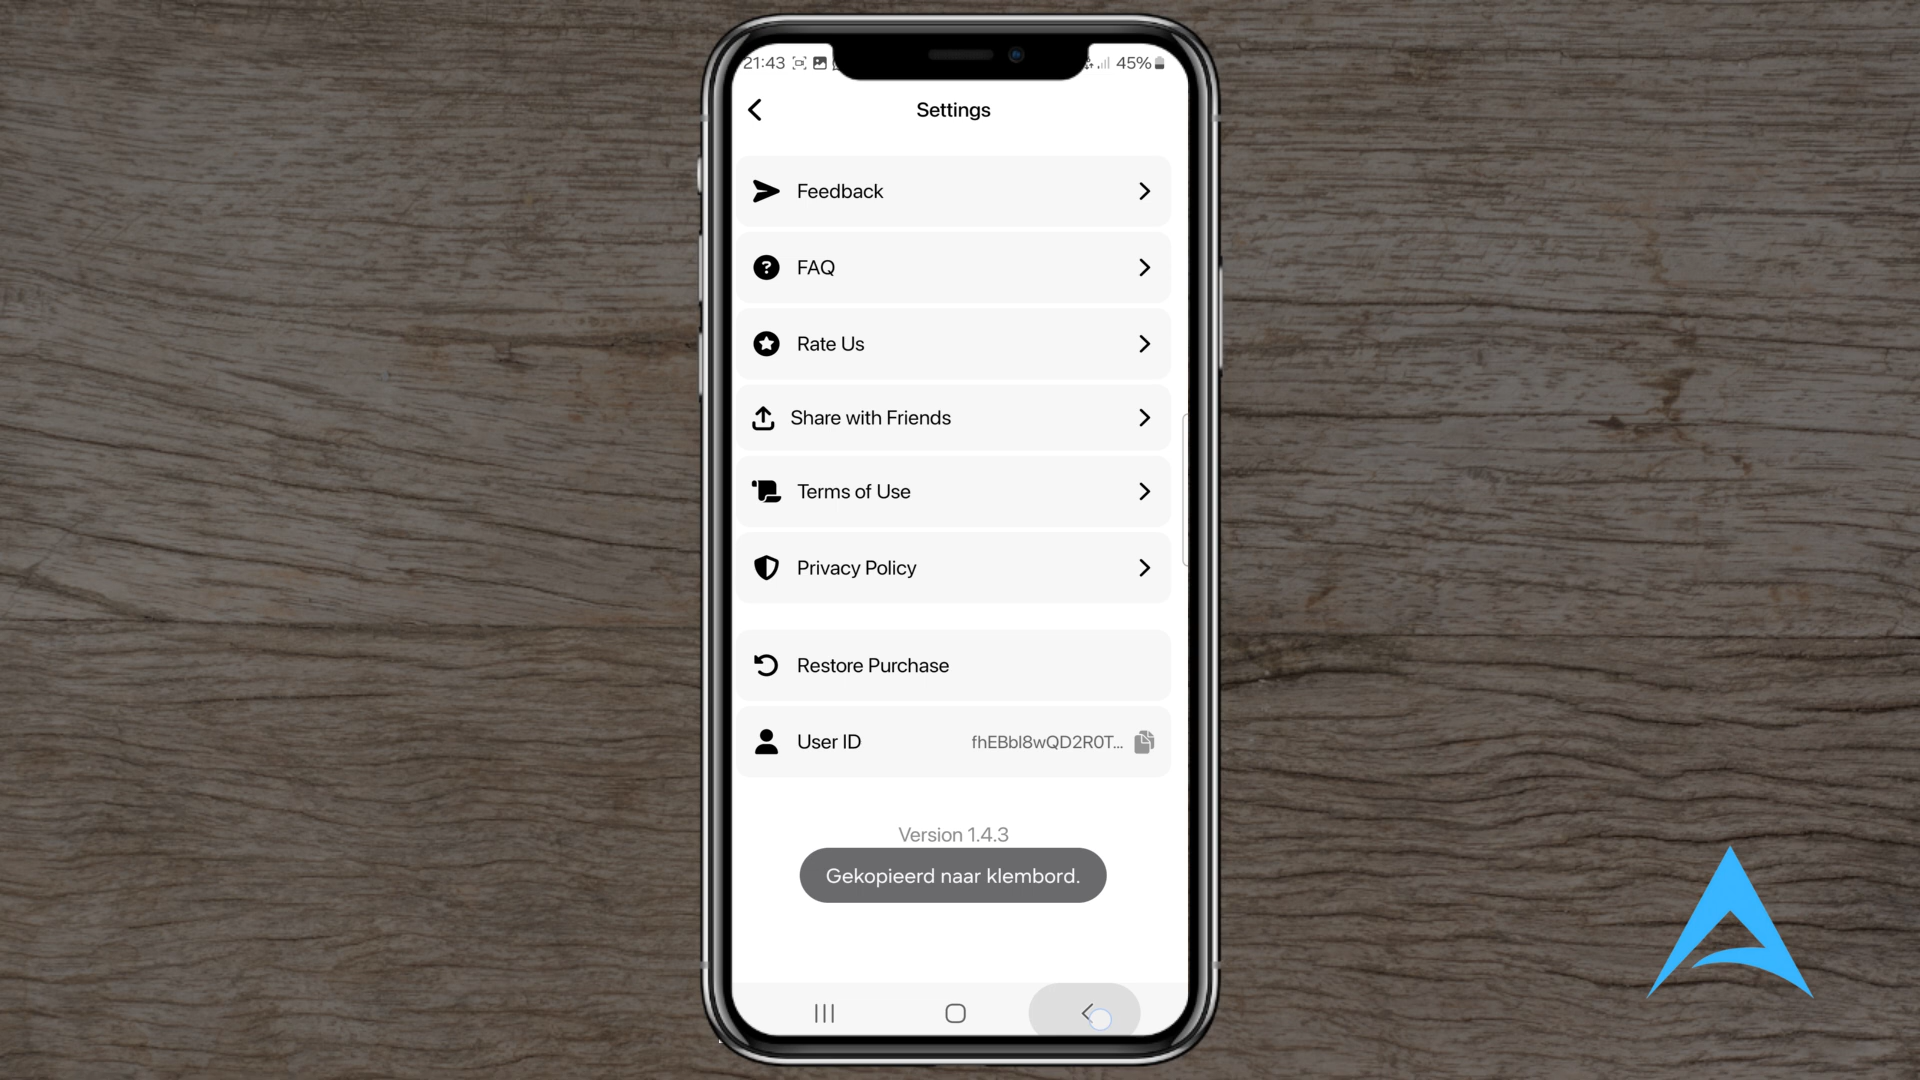 21:43
45%
Settings
Feedback
FAQ
Rate Us
Share with Friends
Terms of Use
Privacy Policy
Restore Purchase
User ID fhEBbI8wQD2R0T...
Version 1.4.3
Gekopieerd naar klembord.